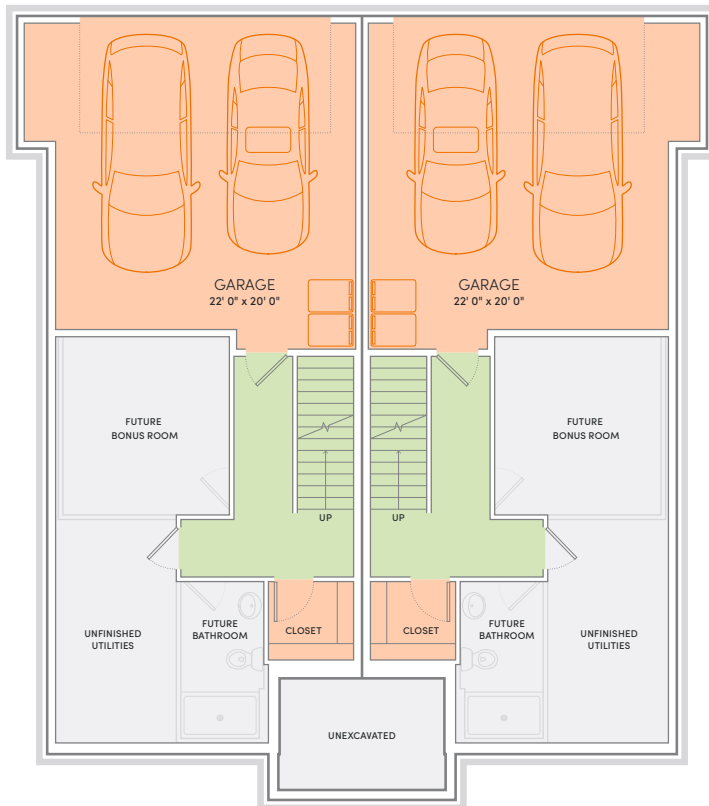 GARAGE
22' 0" x 20' 0"
GARAGE
22' 0" x 20' 0"
FUTURE
BONUS ROOM
FUTURE
BONUS ROOM
UP
UP
UNFINISHED
UTILITIES
FUTURE
BATHROOM
CLOSET
CLOSET
FUTURE
BATHROOM
UNFINISHED
UTILITIES
UNEXCAVATED